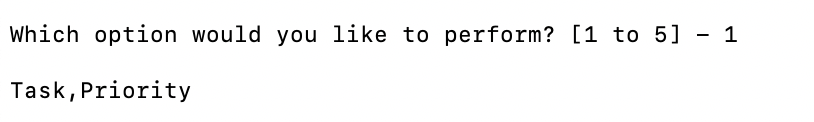 Which option would you like to perform? [1 to 5] – 1
Task,Priority